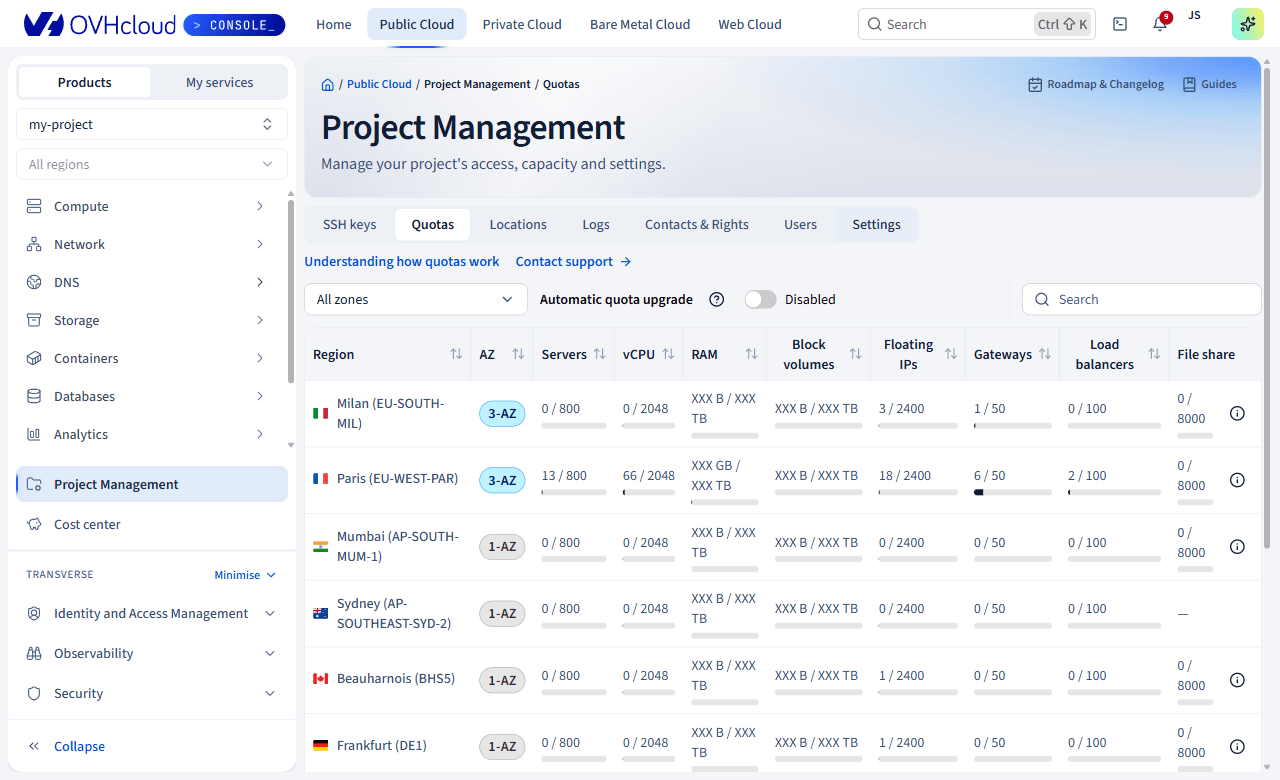 OVHcloud > CONSOLE_
Home Public Cloud Private Cloud Bare Metal Cloud Web Cloud
Search Ctrl ⇧ K
9
JS
Products My services
my-project
All regions
Compute
Network
DNS
Storage
Containers
Databases
Analytics
Project Management
Cost center
TRANSVERSE Minimise
Identity and Access Management
Observability
Security
Collapse
/ Public Cloud / Project Management / Quotas
Roadmap & Changelog Guides
Project Management
Manage your project's access, capacity and settings.
SSH keys Quotas Locations Logs Contacts & Rights Users Settings
Understanding how quotas work Contact support →
All zones Automatic quota upgrade Disabled Search
Region AZ Servers vCPU RAM Block volumes Floating IPs Gateways Load balancers File share
Milan (EU-SOUTH-MIL) 3-AZ 0 / 800 0 / 2048 XXX B / XXX TB XXX B / XXX TB 3 / 2400 1 / 50 0 / 100 0 / 8000
Paris (EU-WEST-PAR) 3-AZ 13 / 800 66 / 2048 XXX GB / XXX TB XXX B / XXX TB 18 / 2400 6 / 50 2 / 100 0 / 8000
Mumbai (AP-SOUTH-MUM-1) 1-AZ 0 / 800 0 / 2048 XXX B / XXX TB XXX B / XXX TB 0 / 2400 0 / 50 0 / 100 0 / 8000
Sydney (AP-SOUTHEAST-SYD-2) 1-AZ 0 / 800 0 / 2048 XXX B / XXX TB XXX B / XXX TB 0 / 2400 0 / 50 0 / 100 —
Beauharnois (BHS5) 1-AZ 0 / 800 0 / 2048 XXX B / XXX TB XXX B / XXX TB 1 / 2400 0 / 50 0 / 100 0 / 8000
Frankfurt (DE1) 1-AZ 0 / 800 0 / 2048 XXX B / XXX TB XXX B / XXX TB 1 / 2400 0 / 50 0 / 100 0 / 8000